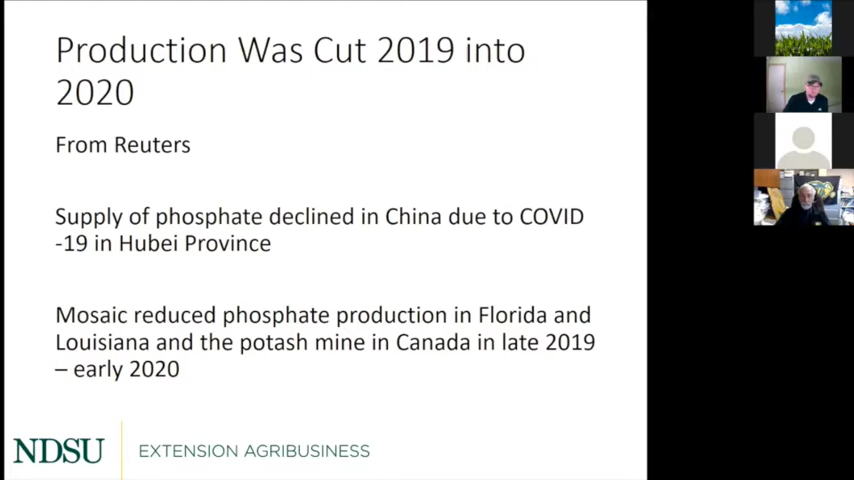 Production Was Cut 2019 into
2020
From Reuters
Supply of phosphate declined in China due to COVID
-19 in Hubei Province
Mosaic reduced phosphate production in Florida and
Louisiana and the potash mine in Canada in late 2019
– early 2020
NDSU
EXTENSION AGRIBUSINESS